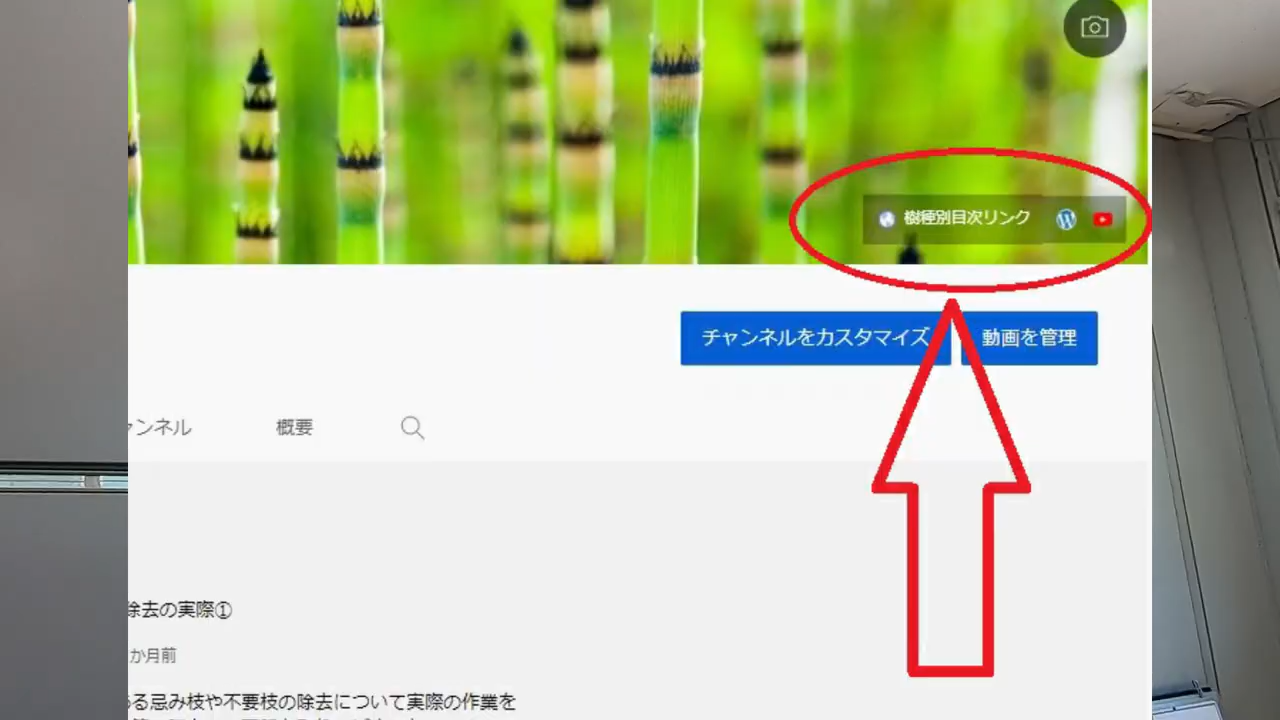 樹種別目次リンク
チャンネルをカスタマイズ 動画を管理
ャンネル 概要
除去の実際①
か月前
る忌み枝や不要枝の除去について実際の作業を